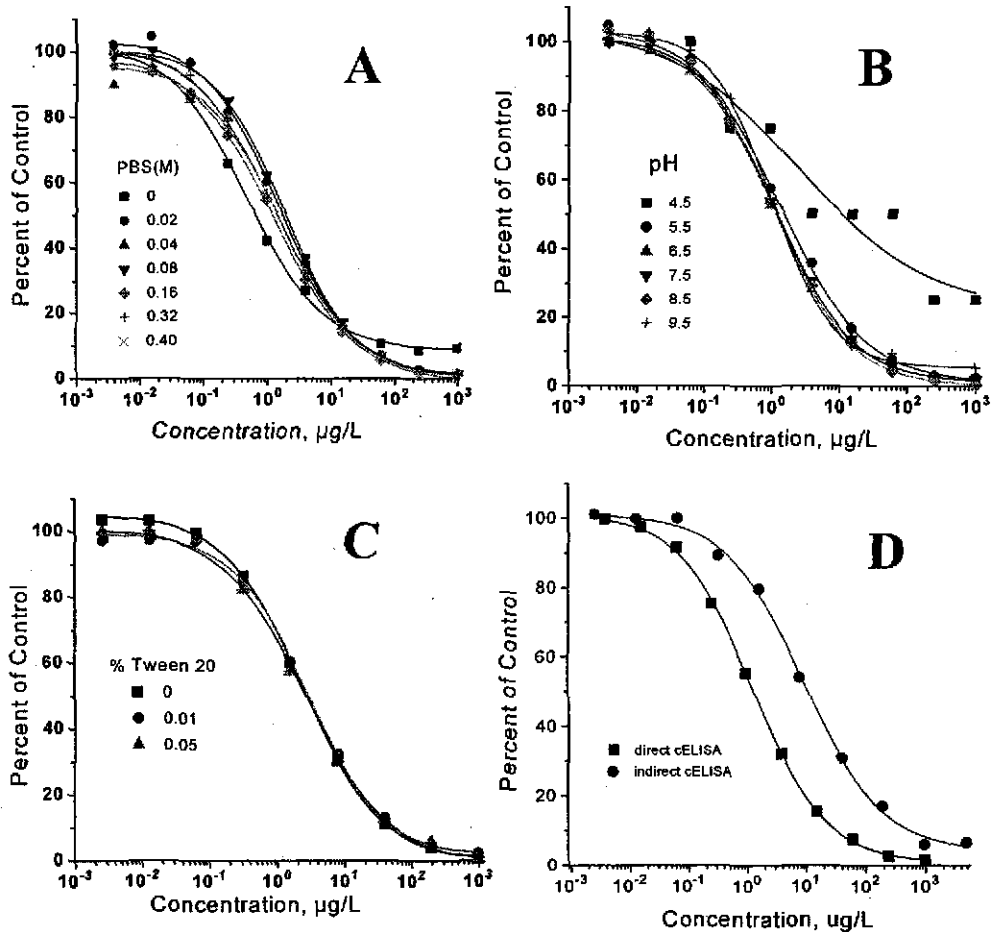 A
Percent of Control
100
80
60
40
20
0
PBS(M)
0
0.02
0.04
0.08
0.16
0.32
0.40
10⁻³ 10⁻² 10⁻¹ 10⁰ 10¹ 10² 10³
Concentration, µg/L
B
Percent of Control
100
80
60
40
20
0
pH
4.5
5.5
6.5
7.5
8.5
9.5
10⁻³ 10⁻² 10⁻¹ 10⁰ 10¹ 10² 10³
Concentration, µg/L
C
Percent of Control
100
80
60
40
20
0
% Tween 20
0
0.01
0.05
10⁻³ 10⁻² 10⁻¹ 10⁰ 10¹ 10² 10³
Concentration, µg/L
D
Percent of Control
100
80
60
40
20
0
direct cELISA
indirect cELISA
10⁻³ 10⁻² 10⁻¹ 10⁰ 10¹ 10² 10³
Concentration, ug/L